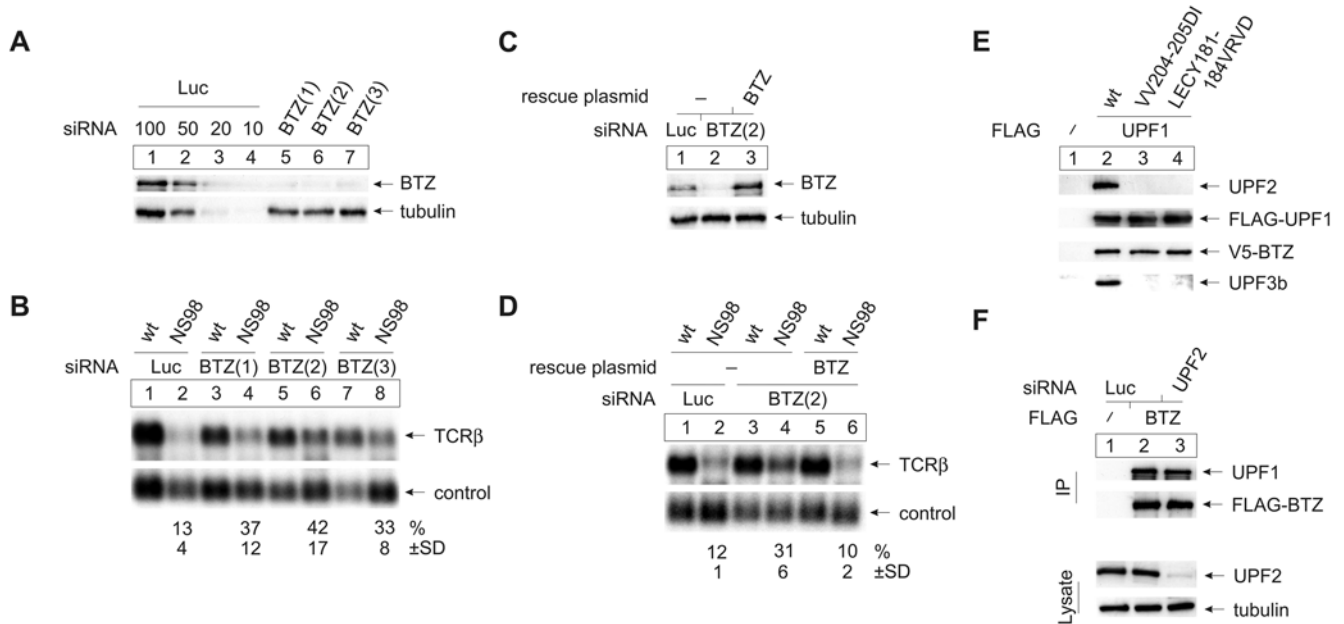 A
Luc
siRNA 100 50 20 10 BTZ(1) BTZ(2) BTZ(3)
1 2 3 4 5 6 7
BTZ
tubulin
B
wt NS98 wt NS98 wt NS98 wt NS98
siRNA Luc BTZ(1) BTZ(2) BTZ(3)
1 2 3 4 5 6 7 8
TCRβ
control
13 37 42 33 %
4 12 17 8 ±SD
C
rescue plasmid – BTZ
siRNA Luc BTZ(2)
1 2 3
BTZ
tubulin
D
wt NS98 wt NS98 wt NS98
rescue plasmid – BTZ
siRNA Luc BTZ(2)
1 2 3 4 5 6
TCRβ
control
12 31 10 %
1 6 2 ±SD
E
wt VV204-205DI LECY181-
184VRVD
FLAG – UPF1
1 2 3 4
UPF2
FLAG-UPF1
V5-BTZ
UPF3b
F
siRNA Luc UPF2
FLAG – BTZ
1 2 3
IP
UPF1
FLAG-BTZ
Lysate
UPF2
tubulin